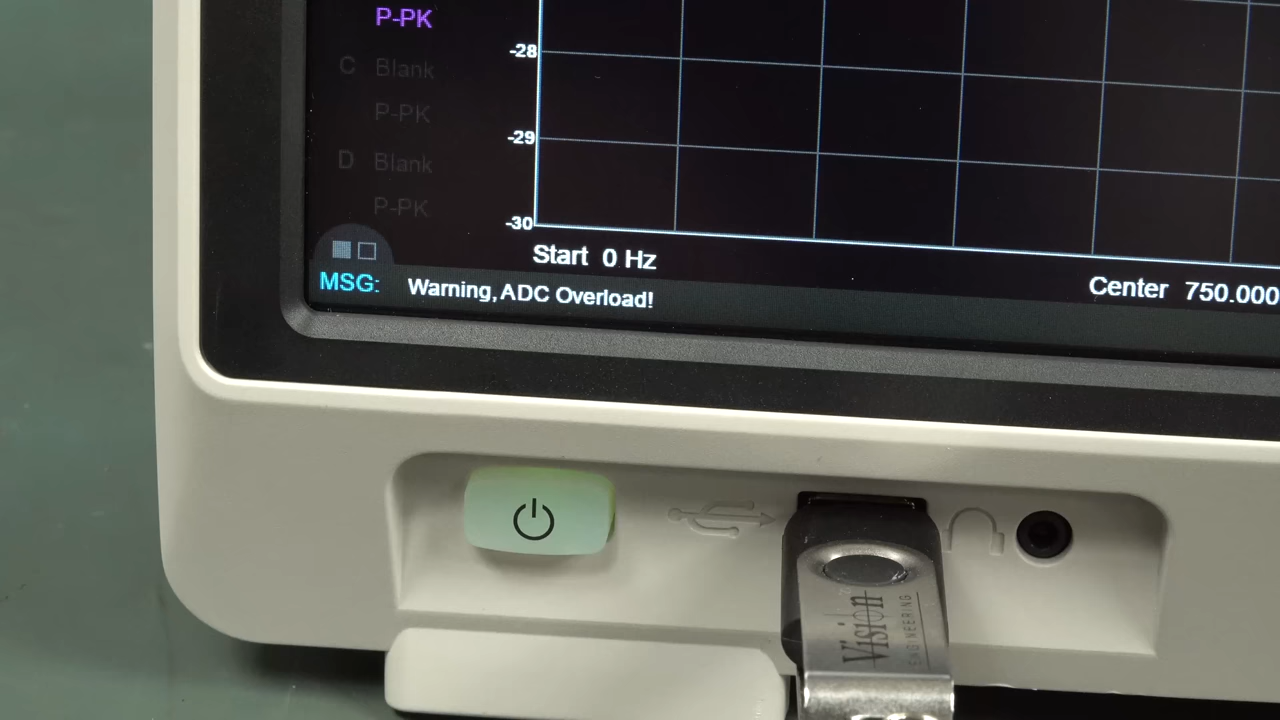 P-PK
C Blank
P-PK
D Blank
P-PK
-28
-29
-30
Start 0 Hz
Center 750.000
MSG: Warning, ADC Overload!
Vision
ENGINEERING